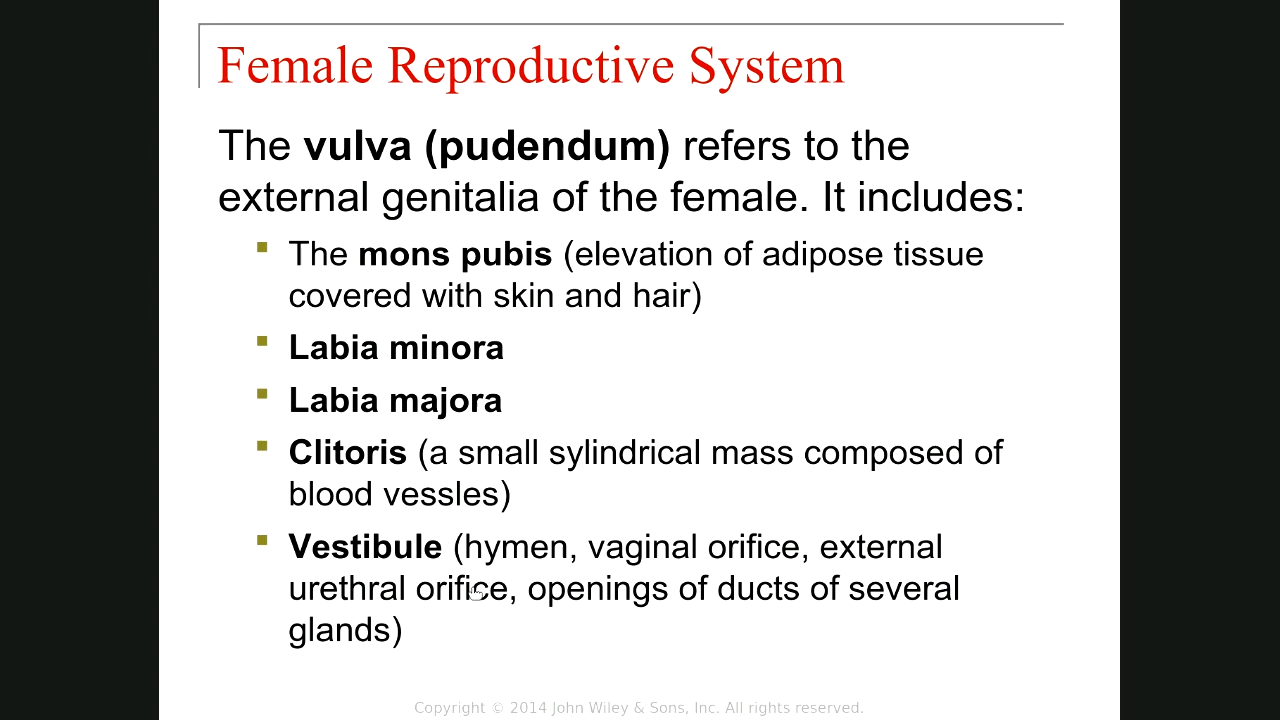 Female Reproductive System
The vulva (pudendum) refers to the
external genitalia of the female. It includes:
The mons pubis (elevation of adipose tissue
covered with skin and hair)
Labia minora
Labia majora
Clitoris (a small sylindrical mass composed of
blood vessles)
Vestibule (hymen, vaginal orifice, external
urethral orifice, openings of ducts of several
glands)
Copyright © 2014 John Wiley & Sons, Inc. All rights reserved.